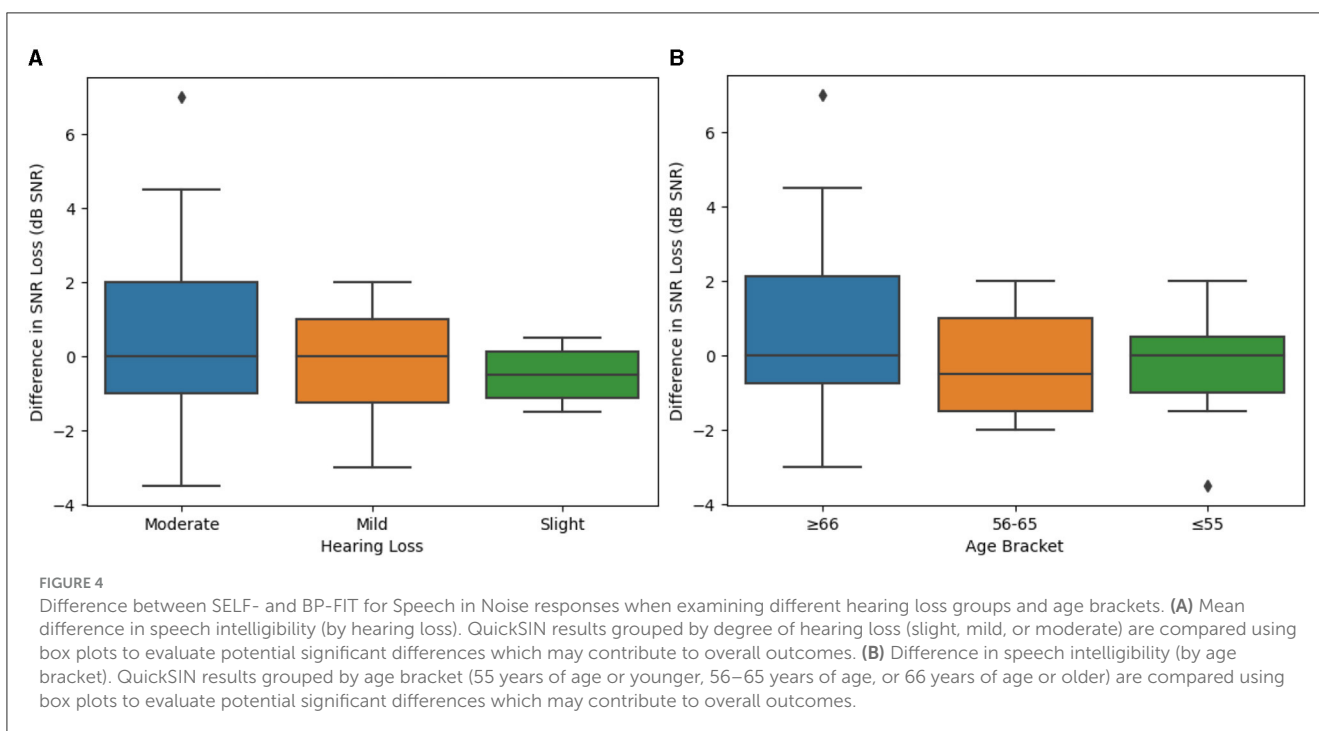 A
Difference in SNR Loss (dB SNR)
6
4
2
0
−2
−4
Moderate Mild Slight
Hearing Loss
B
Difference in SNR Loss (dB SNR)
6
4
2
0
−2
−4
≥66 56-65 ≤55
Age Bracket
FIGURE 4
Difference between SELF- and BP-FIT for Speech in Noise responses when examining different hearing loss groups and age brackets. (A) Mean
difference in speech intelligibility (by hearing loss). QuickSIN results grouped by degree of hearing loss (slight, mild, or moderate) are compared using
box plots to evaluate potential significant differences which may contribute to overall outcomes. (B) Difference in speech intelligibility (by age
bracket). QuickSIN results grouped by age bracket (55 years of age or younger, 56–65 years of age, or 66 years of age or older) are compared using
box plots to evaluate potential significant differences which may contribute to overall outcomes.